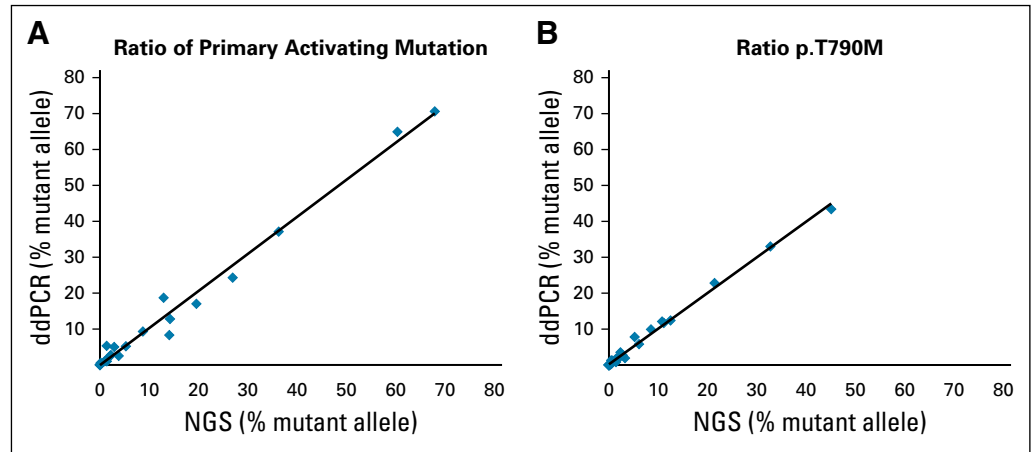 A
Ratio of Primary Activating Mutation
ddPCR (% mutant allele)
80
70
60
50
40
30
20
10
0 10 20 30 40 50 60 70 80
NGS (% mutant allele)
B
Ratio p.T790M
ddPCR (% mutant allele)
80
70
60
50
40
30
20
10
0 10 20 30 40 50 60 70 80
NGS (% mutant allele)